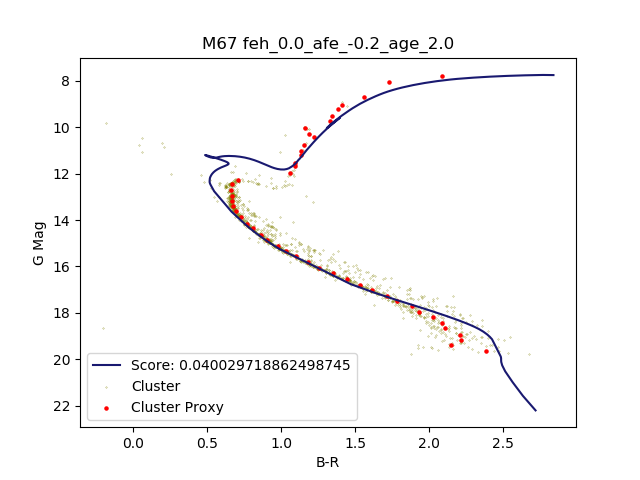 M67 feh_0.0_afe_-0.2_age_2.0
8
10
12
14
16
18
20
22
G Mag
Score: 0.040029718862498745
Cluster
Cluster Proxy
0.0 0.5 1.0 1.5 2.0 2.5
B-R